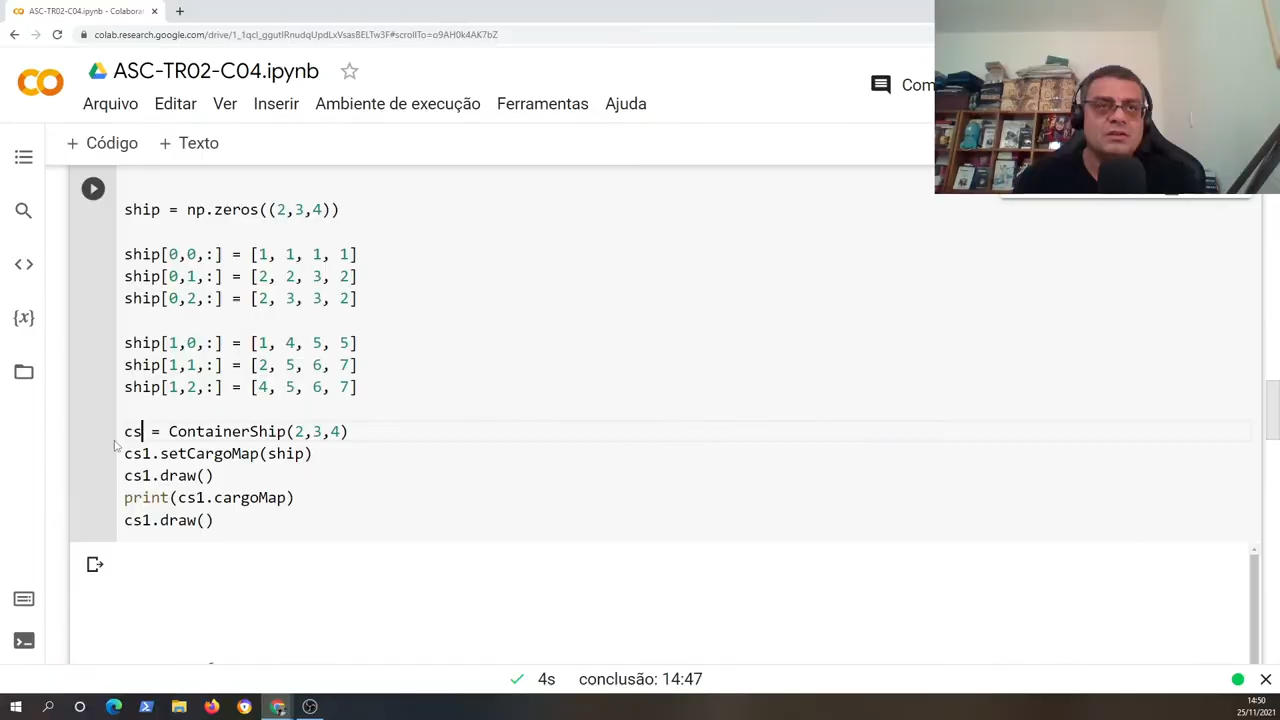 ASC-TR02-C04.ipynb - Colaborat
colab.research.google.com/drive/1_1qcl_ggutIRnudqUpdLxVsasBELTw3F#scrollTo=o9AH0k4AK7bZ
CO ASC-TR02-C04.ipynb
Com
Arquivo Editar Ver Inserir Ambiente de execução Ferramentas Ajuda
+ Código + Texto
ship = np.zeros((2,3,4))
ship[0,0,:] = [1, 1, 1, 1]
ship[0,1,:] = [2, 2, 3, 2]
ship[0,2,:] = [2, 3, 3, 2]
ship[1,0,:] = [1, 4, 5, 5]
ship[1,1,:] = [2, 5, 6, 7]
ship[1,2,:] = [4, 5, 6, 7]
cs = ContainerShip(2,3,4)
cs1.setCargoMap(ship)
cs1.draw()
print(cs1.cargoMap)
cs1.draw()
4s conclusão: 14:47
14:50
25/11/2021